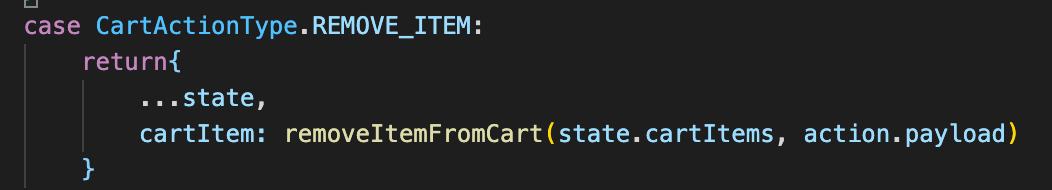 case CartActionType.REMOVE_ITEM:
return{
...state,
cartItem: removeItemFromCart(state.cartItems, action.payload)
}